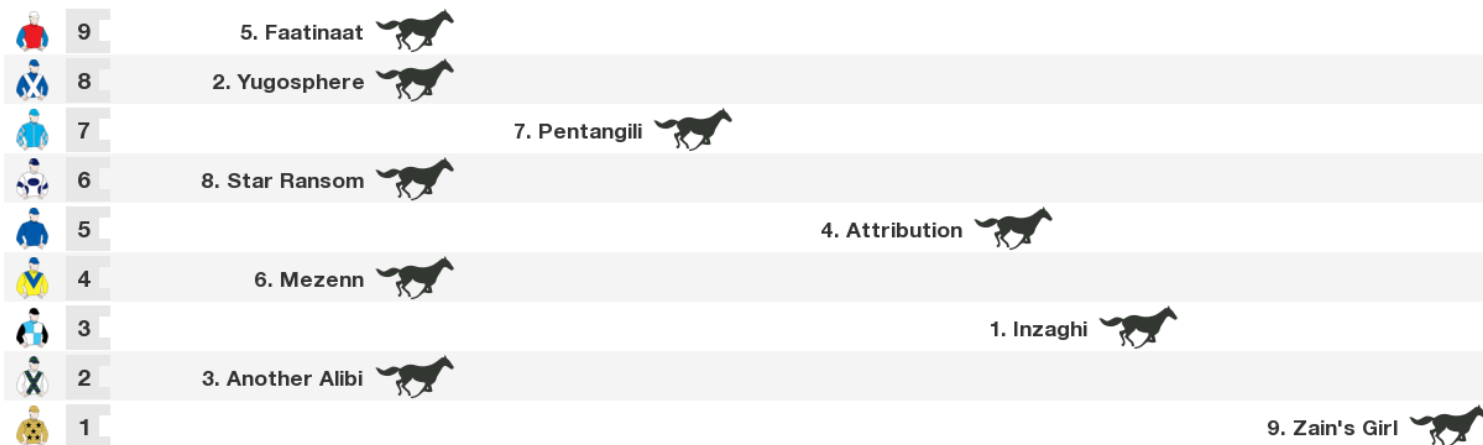 9 5. Faatinaat
8 2. Yugosphere
7 7. Pentangili
6 8. Star Ransom
5 4. Attribution
4 6. Mezenn
3 1. Inzaghi
2 3. Another Alibi
1 9. Zain's Girl